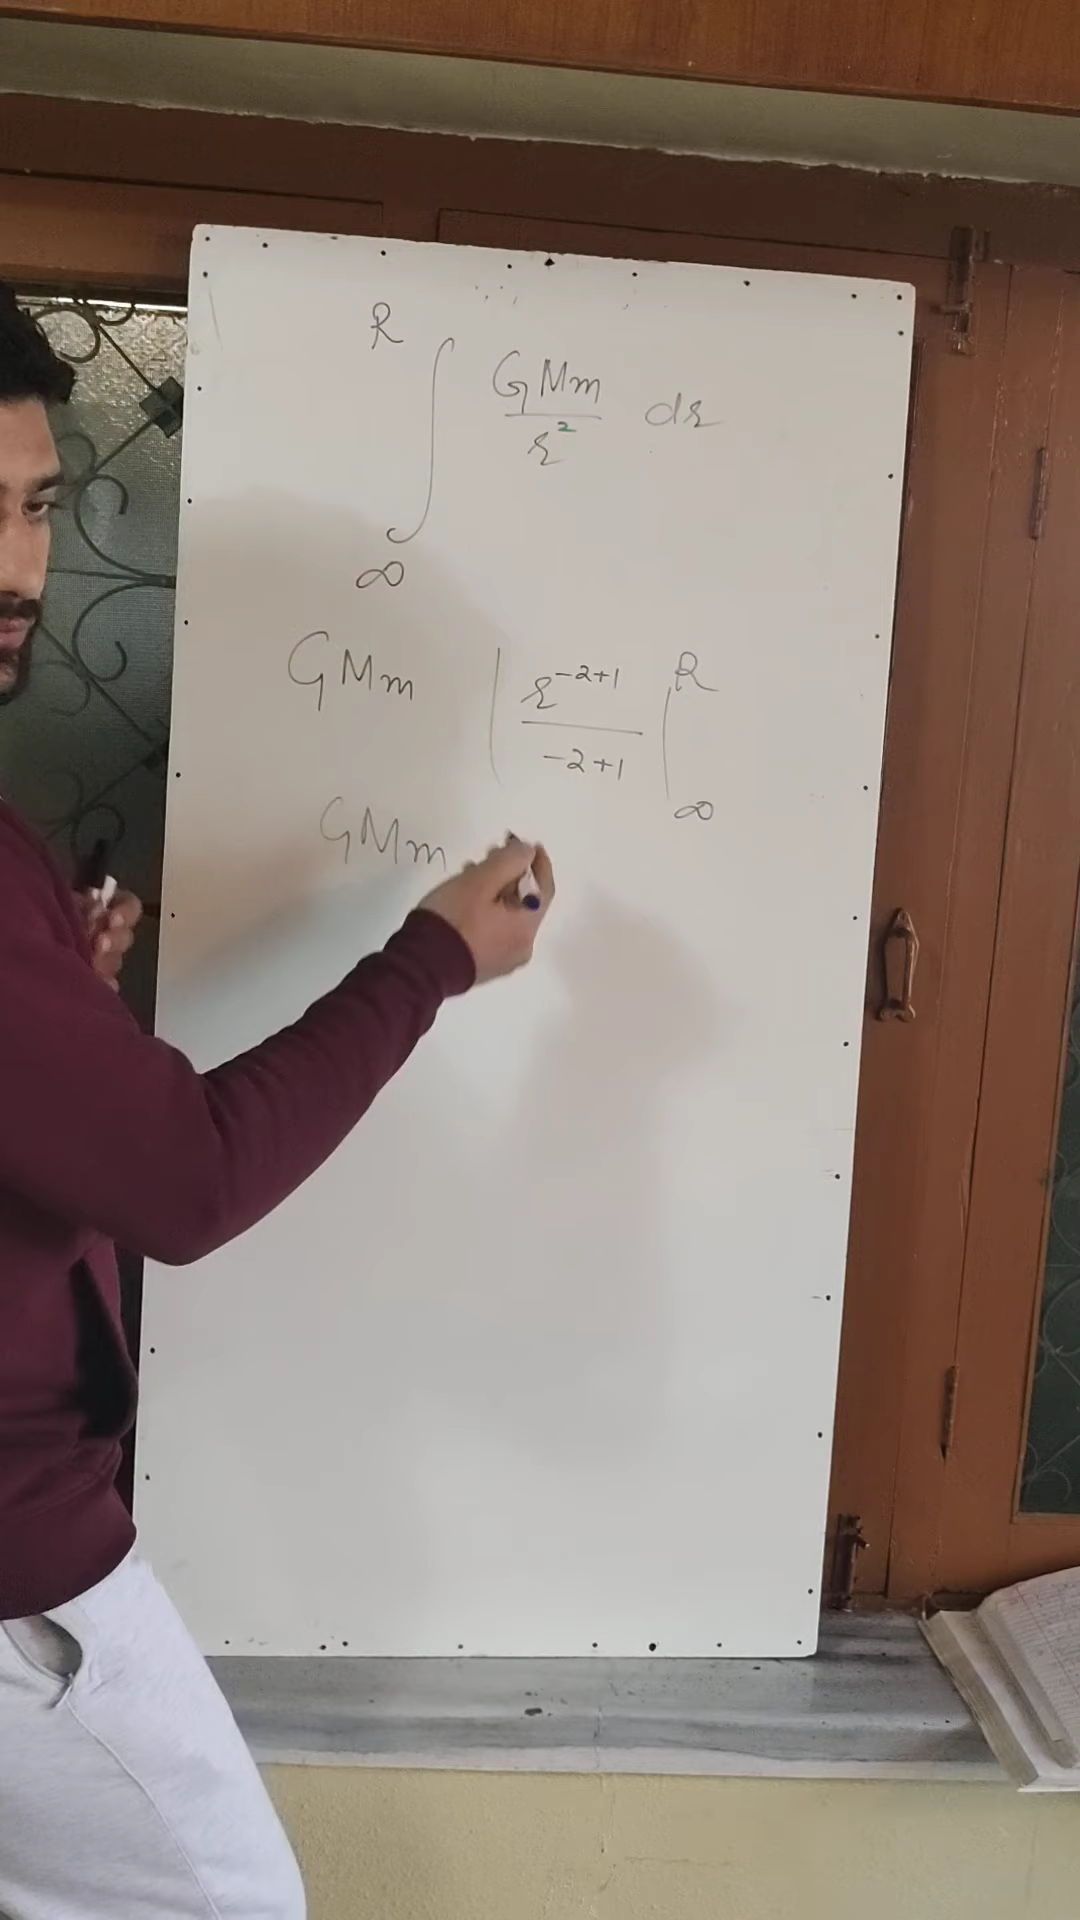 R
∫ GMm/r² dr
∞
GMm | r^(-2+1)/(-2+1) | R ∞
GMm